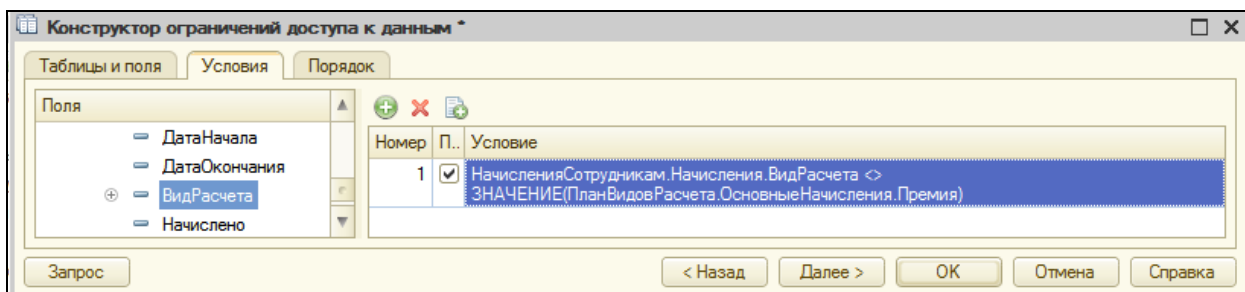 Конструктор ограничений доступа к данным *
Таблицы и поля Условия Порядок
Поля
ДатаНачала
ДатаОкончания
ВидРасчета
Начислено
Номер П.. Условие
1 НачисленияСотрудникам.Начисления.ВидРасчета <>
ЗНАЧЕНИЕ(ПланВидовРасчета.ОсновныеНачисления.Премия)
Запрос < Назад Далее > ОК Отмена Справка